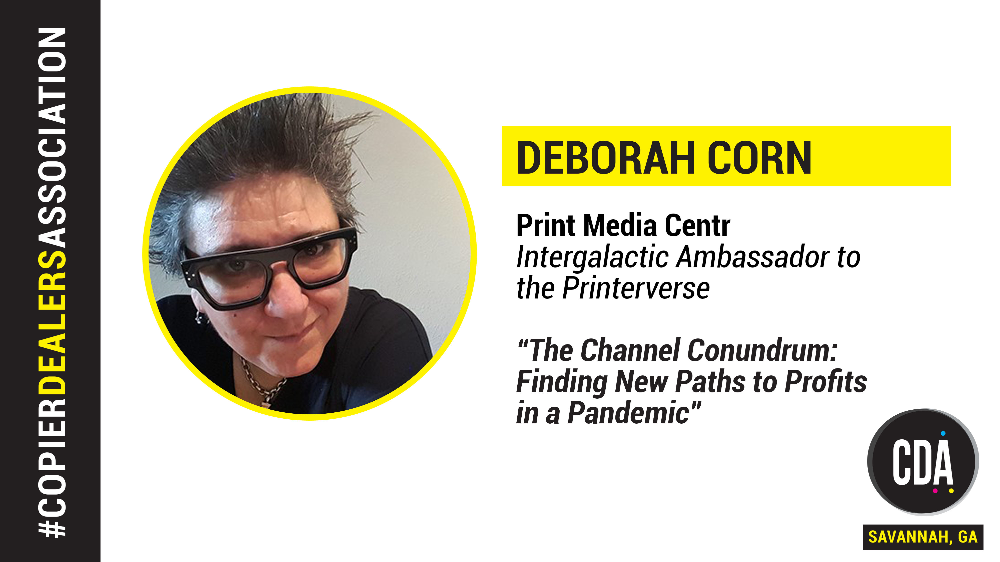 #COPIERDEALERSASSOCIATION
DEBORAH CORN
Print Media Centr
Intergalactic Ambassador to
the Printerverse
“The Channel Conundrum:
Finding New Paths to Profits
in a Pandemic”
CDA
SAVANNAH, GA